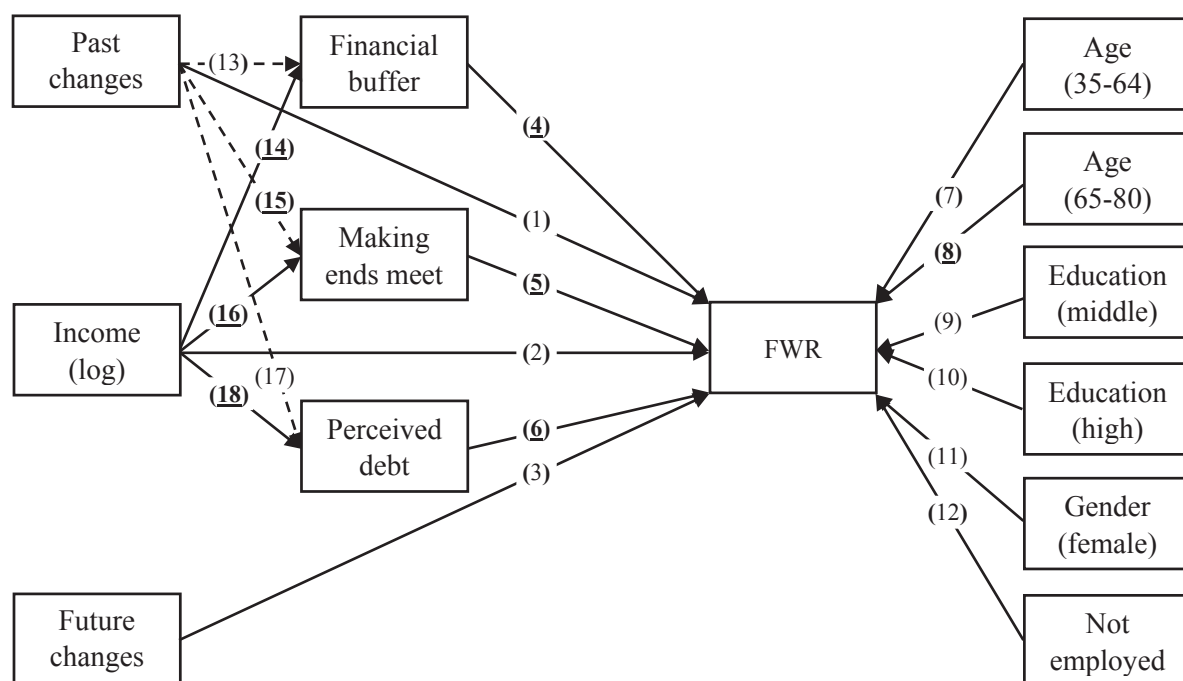 Past
changes
(13)
Financial
buffer
Age
(35-64)
(4)
(14)
Age
(65-80)
(15)
(1)
(7)
Making
ends meet
(5)
(8)
Education
(middle)
(16)
Income
(log)
(2)
FWR
(9)
(17)
(10)
(18)
Education
(high)
Perceived
debt
(6)
(3)
(11)
(12)
Gender
(female)
Future
changes
Not
employed